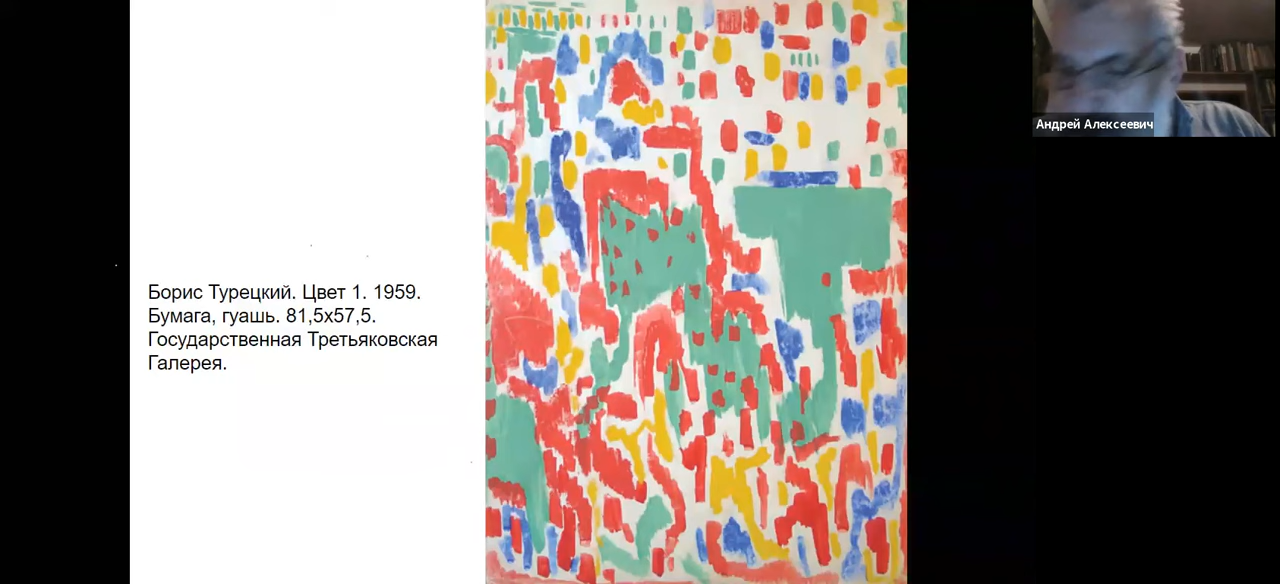 Борис Турецкий. Цвет 1. 1959.
Бумага, гуашь. 81,5х57,5.
Государственная Третьяковская
Галерея.
Андрей Алексеевич